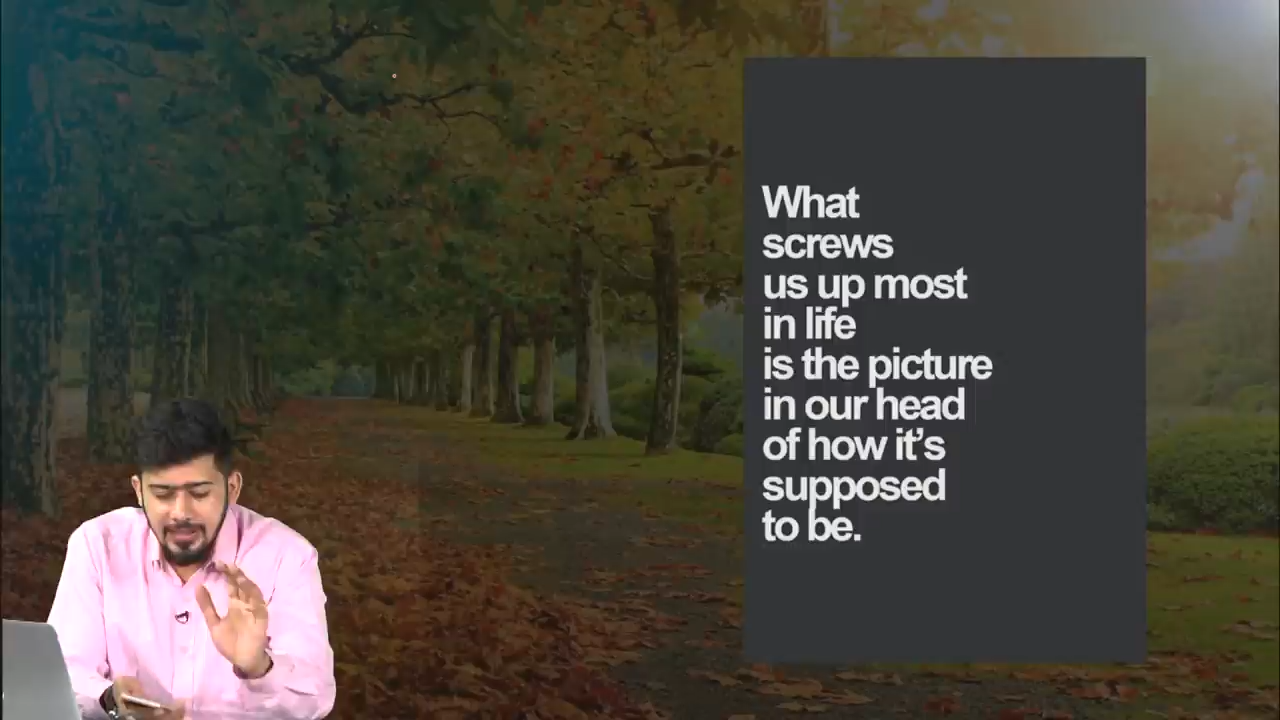 What
screws
us up most
in life
is the picture
in our head
of how it’s
supposed
to be.